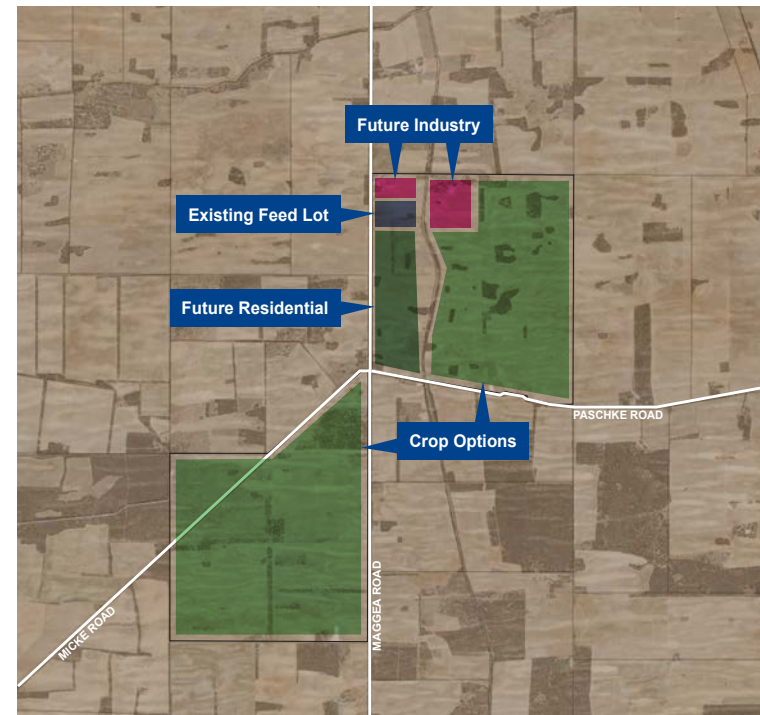 Future Industry
Existing Feed Lot
Future Residential
PASCHKE ROAD
Crop Options
MAGGEA ROAD
MICKE ROAD